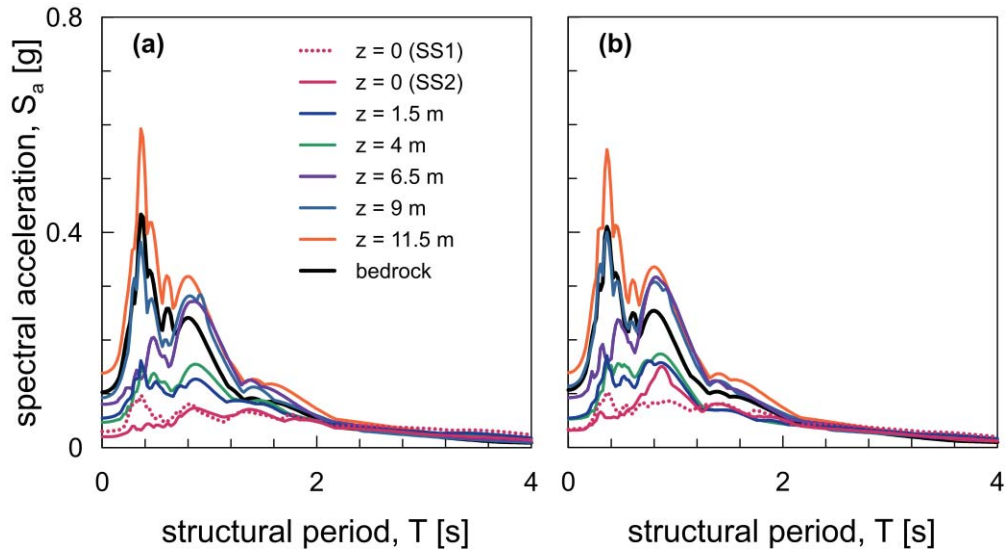 0.8
(a)
(b)
z = 0 (SS1)
z = 0 (SS2)
z = 1.5 m
z = 4 m
z = 6.5 m
z = 9 m
z = 11.5 m
bedrock
spectral acceleration, Sₐ [g]
0.4
0
0 2 4
0 2 4
structural period, T [s]
structural period, T [s]